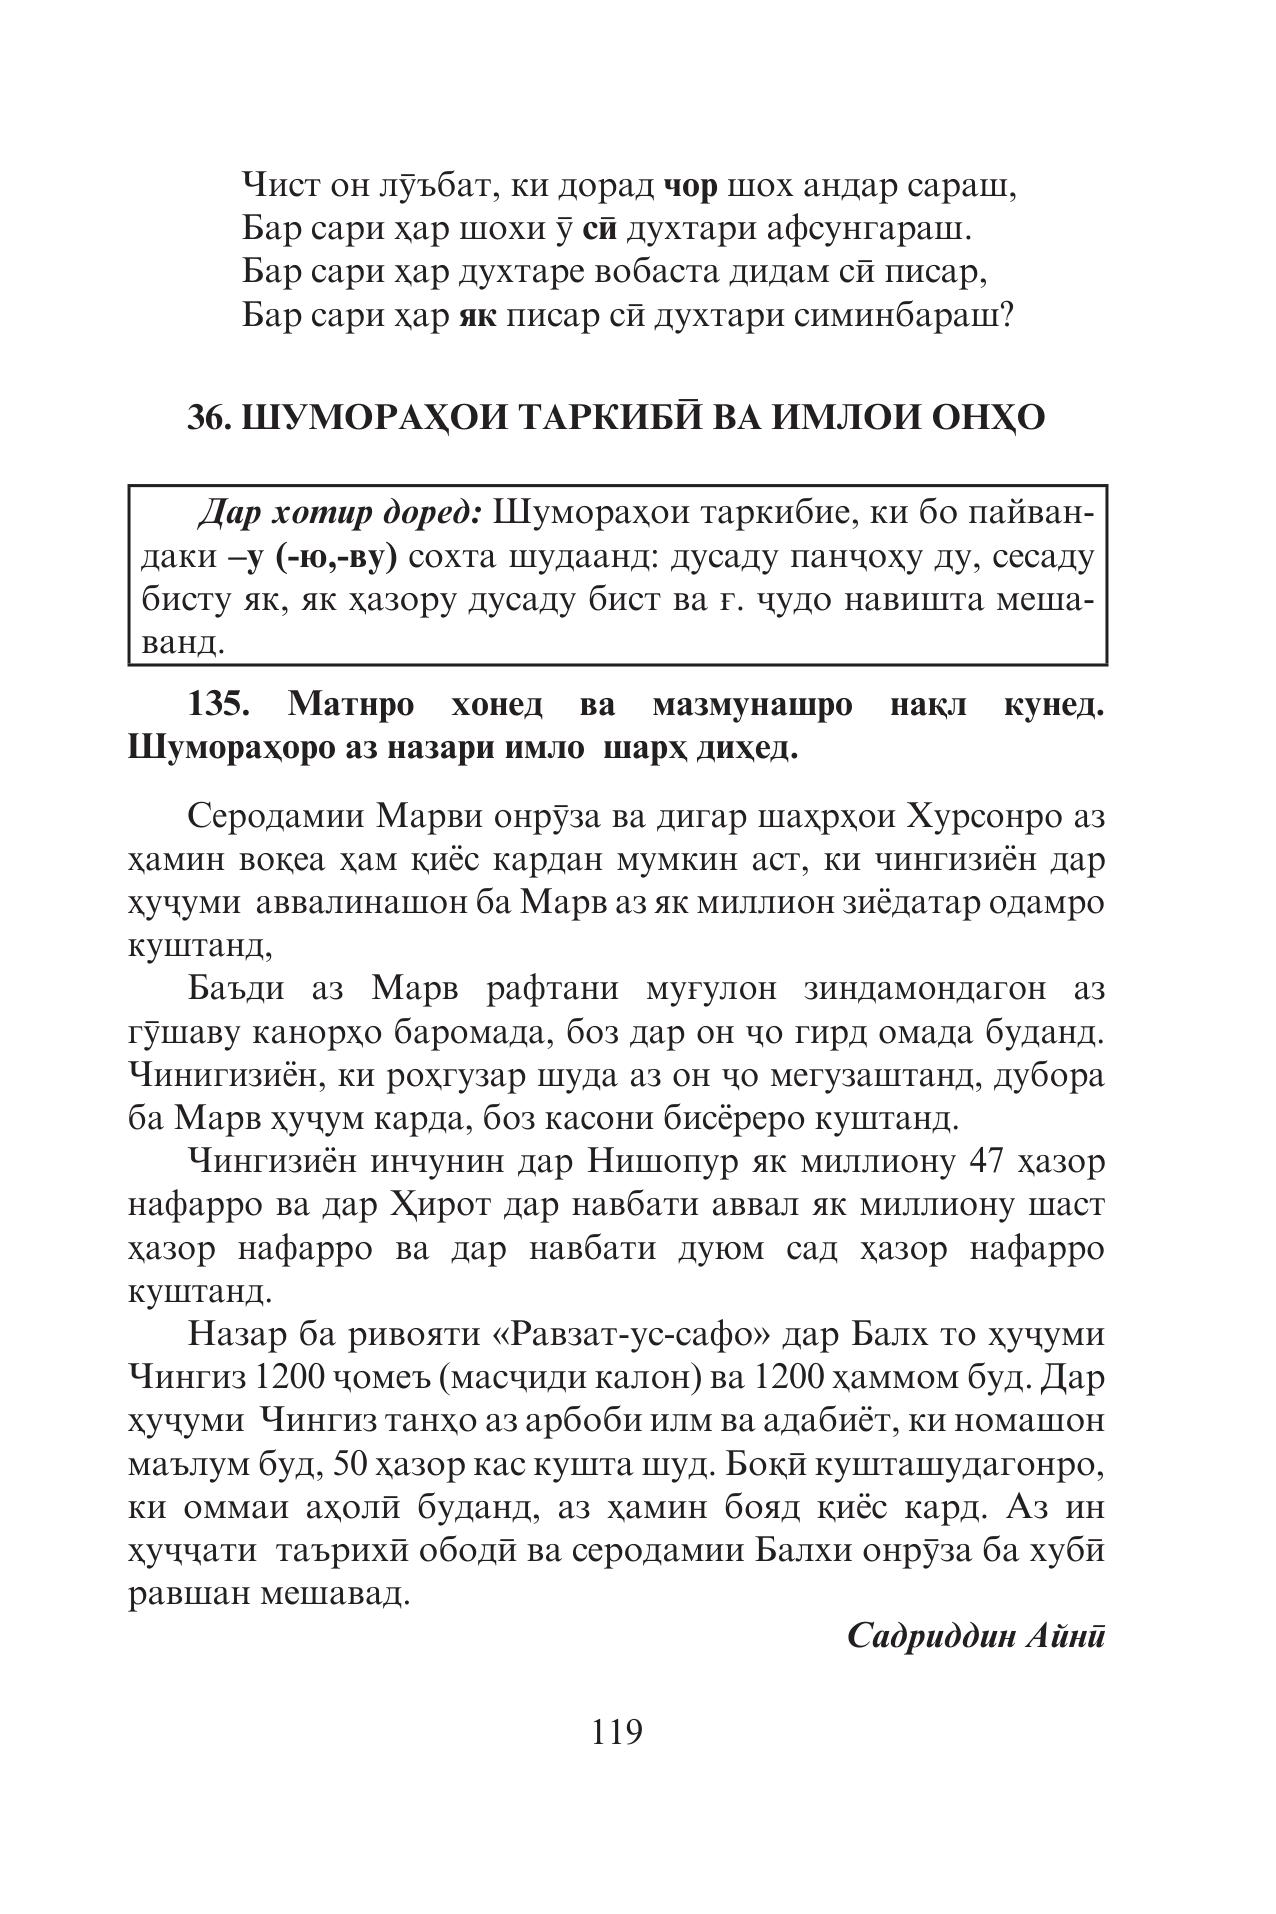 Чист он лӯъбат, ки дорад чор шох андар сараш,
Бар сари ҳар шохи ӯ сӣ духтари афсунгараш.
Бар сари ҳар духтаре вобаста дидам сӣ писар,
Бар сари ҳар як писар сӣ духтари симинбараш?
36. ШУМОРАҲОИ ТАРКИБӢ ВА ИМЛОИ ОНҲО
Дар хотир доред: Шумораҳои таркибие, ки бо пайван-
даки –у (-ю,-ву) сохта шудаанд: дусаду панҷоҳу ду, сесаду
бисту як, як ҳазору дусаду бист ва ғ. ҷудо навишта меша-
ванд.
135. Матнро хонед ва мазмунашро нақл кунед.
Шумораҳоро аз назари имло шарҳ диҳед.
Серодамии Марви онрӯза ва дигар шаҳрҳои Хурсонро аз
ҳамин воқеа ҳам қиёс кардан мумкин аст, ки чингизиён дар
ҳуҷуми аввалинашон ба Марв аз як миллион зиёдатар одамро
куштанд,
Баъди аз Марв рафтани муғулон зиндамондагон аз
гӯшаву канорҳо баромада, боз дар он ҷо гирд омада буданд.
Чинигизиён, ки роҳгузар шуда аз он ҷо мегузаштанд, дубора
ба Марв ҳуҷум карда, боз касони бисёреро куштанд.
Чингизиён инчунин дар Нишопур як миллиону 47 ҳазор
нафарро ва дар Ҳирот дар навбати аввал як миллиону шаст
ҳазор нафарро ва дар навбати дуюм сад ҳазор нафарро
куштанд.
Назар ба ривояти «Равзат-ус-сафо» дар Балх то ҳуҷуми
Чингиз 1200 ҷомеъ (масҷиди калон) ва 1200 ҳаммом буд. Дар
ҳуҷуми Чингиз танҳо аз арбоби илм ва адабиёт, ки номашон
маълум буд, 50 ҳазор кас кушта шуд. Боқӣ кушташудагонро,
ки оммаи аҳолӣ буданд, аз ҳамин бояд қиёс кард. Аз ин
ҳуҷҷати таърихӣ ободӣ ва серодамии Балхи онрӯза ба хубӣ
равшан мешавад.
Садриддин Айнӣ
119